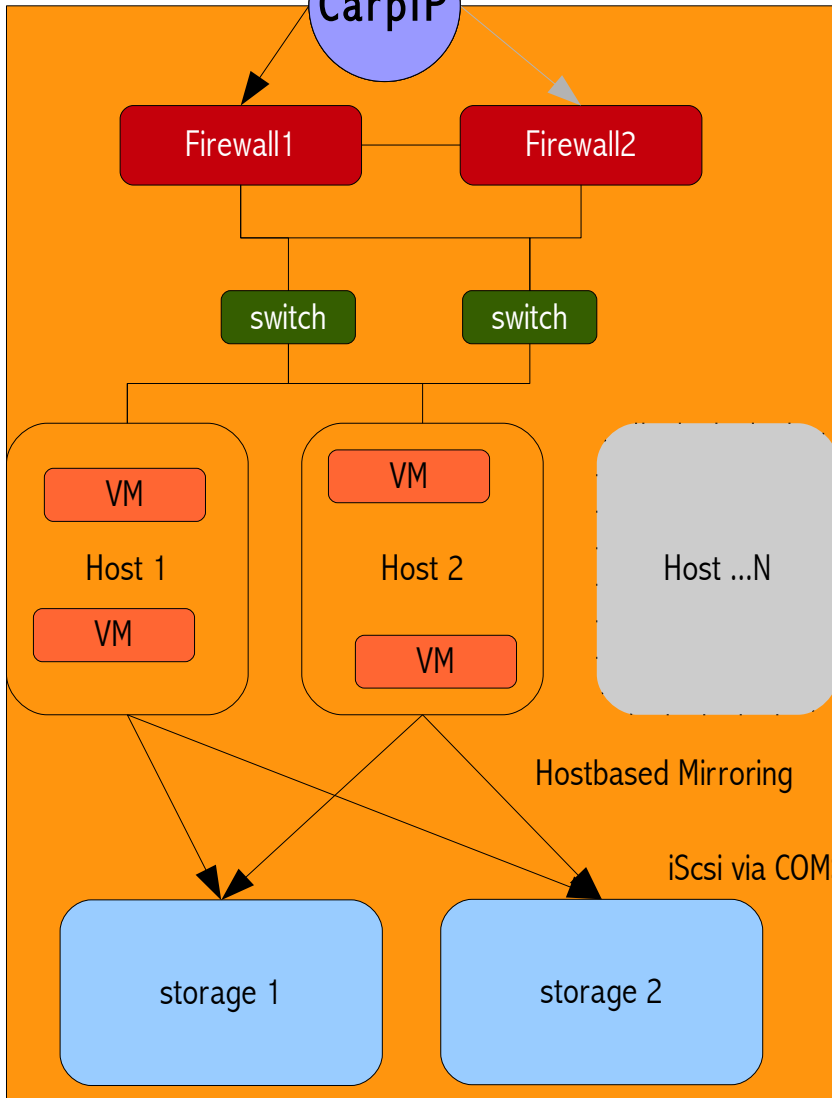 CarpIP
Firewall1
Firewall2
switch
switch
VM
VM
Host 1
Host 2
Host ...N
VM
VM
Hostbased Mirroring
iScsi via COM
storage 1
storage 2